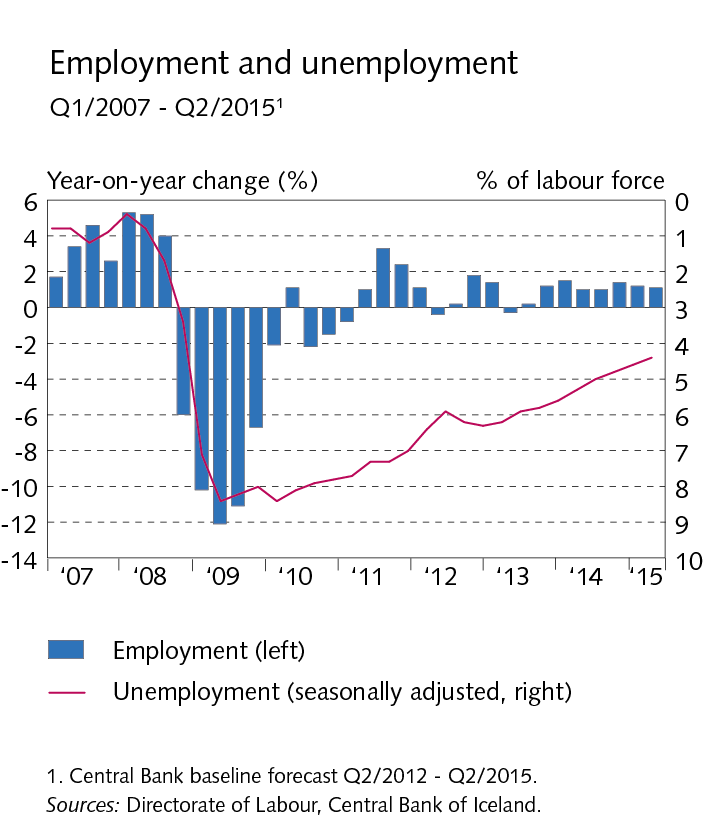 Employment and unemployment
Q1/2007 - Q2/2015¹
Year-on-year change (%)
% of labour force
6
4
2
0
-2
-4
-6
-8
-10
-12
-14
0
1
2
3
4
5
6
7
8
9
10
‘07 ‘08 ‘09 ‘10 ‘11 ‘12 ‘13 ‘14 ‘15
Employment (left)
Unemployment (seasonally adjusted, right)
1. Central Bank baseline forecast Q2/2012 - Q2/2015.
Sources: Directorate of Labour, Central Bank of Iceland.